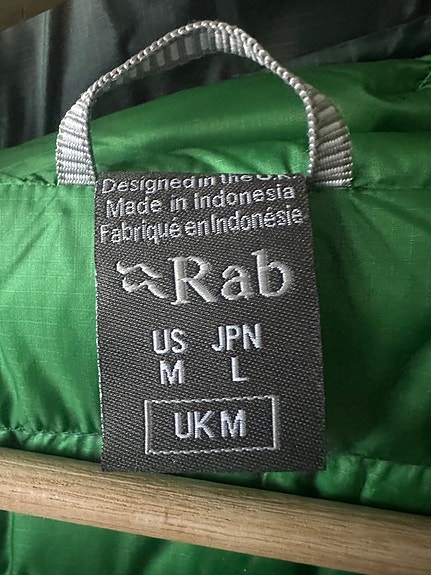 Designed in the U.K.
Made in Indonesia
Fabriqué en Indonésie
Rab
US JPN
M L
UK M